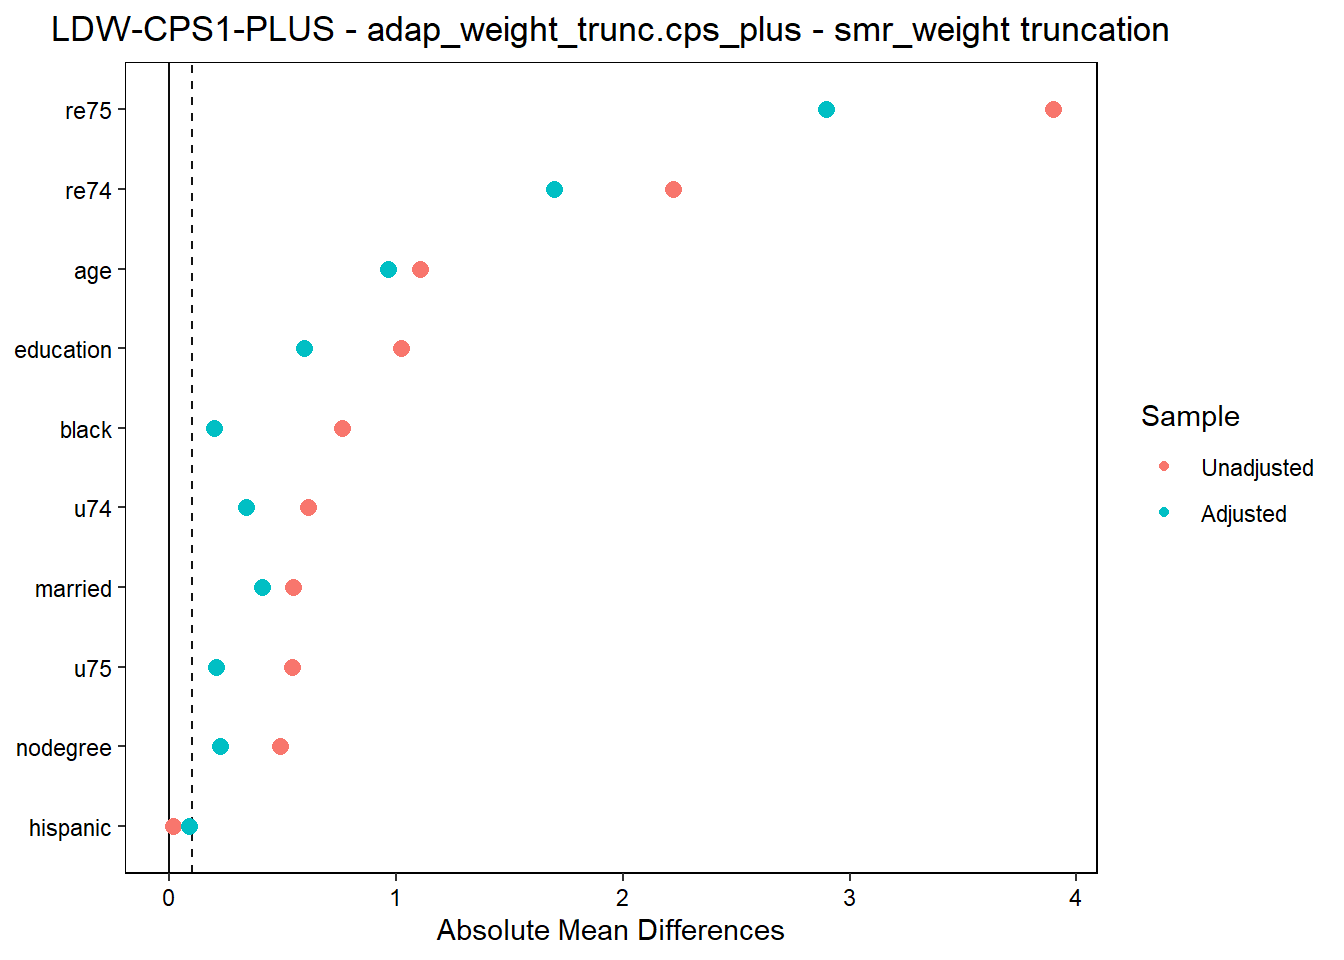 LDW-CPS1-PLUS - adap_weight_trunc.cps_plus - smr_weight truncation
re75
re74
age
education
black
u74
married
u75
nodegree
hispanic
0 1 2 3 4
Absolute Mean Differences
Sample
Unadjusted
Adjusted